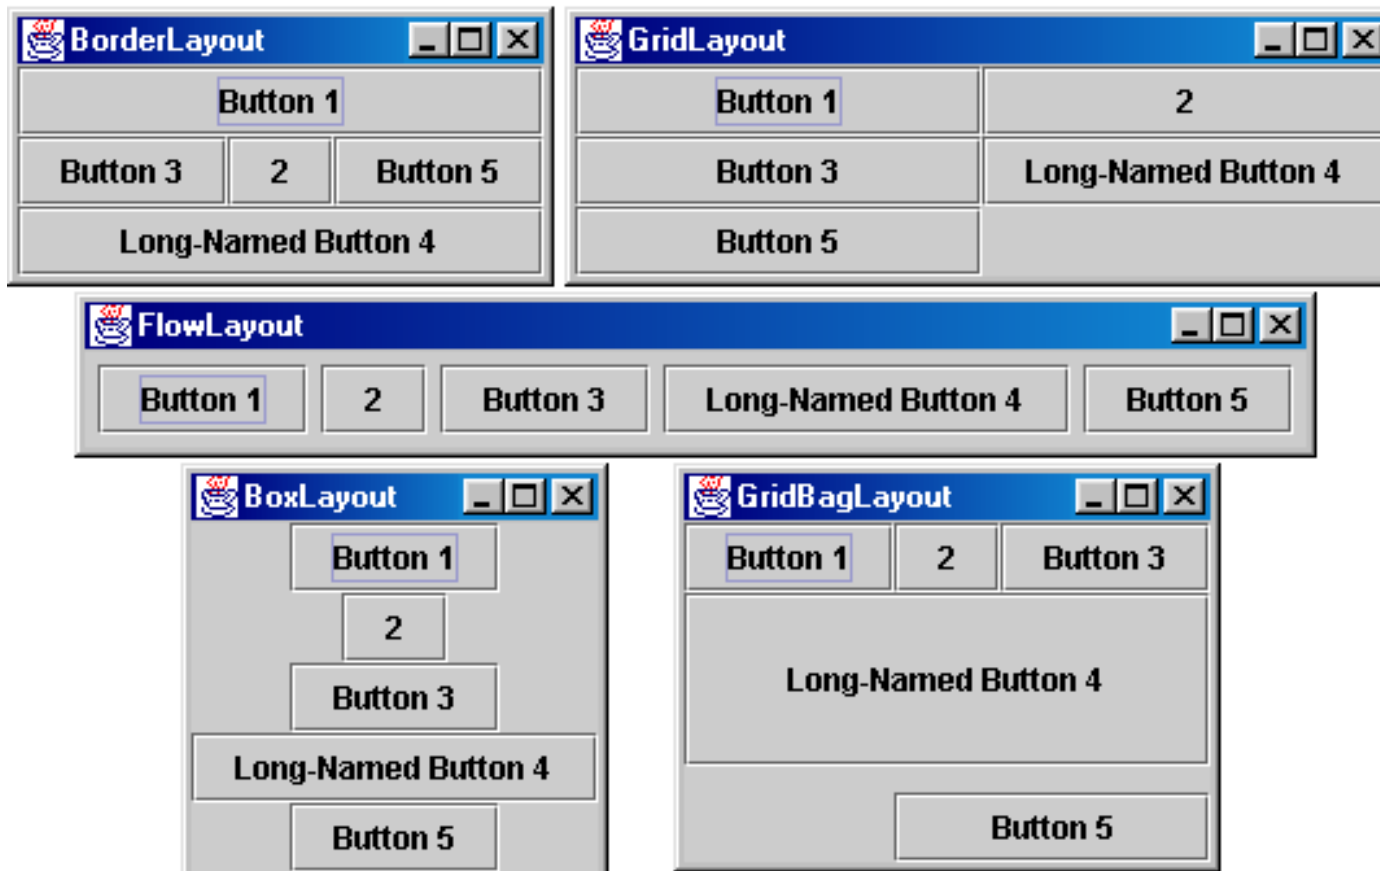 BorderLayout
Button 1
Button 3 2 Button 5
Long-Named Button 4
GridLayout
Button 1 2
Button 3 Long-Named Button 4
Button 5
FlowLayout
Button 1 2 Button 3 Long-Named Button 4 Button 5
BoxLayout
Button 1
2
Button 3
Long-Named Button 4
Button 5
GridBagLayout
Button 1 2 Button 3
Long-Named Button 4
Button 5